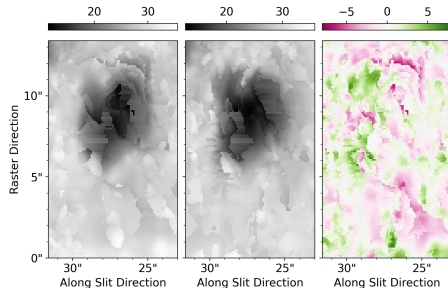 20 30 20 30 −5 0 5
10"
5"
0"
Raster Direction
30" 25" 30" 25" 30" 25"
Along Slit Direction Along Slit Direction Along Slit Direction